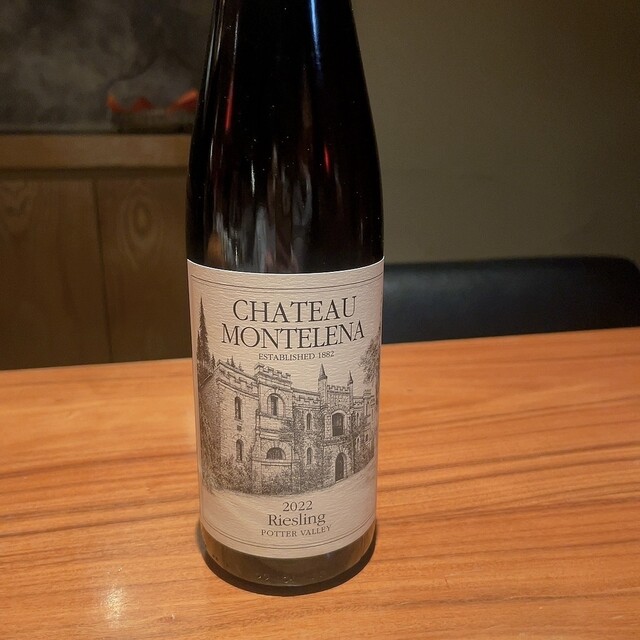 CHATEAU
MONTELENA
ESTABLISHED 1882
2022
Riesling
POTTER VALLEY